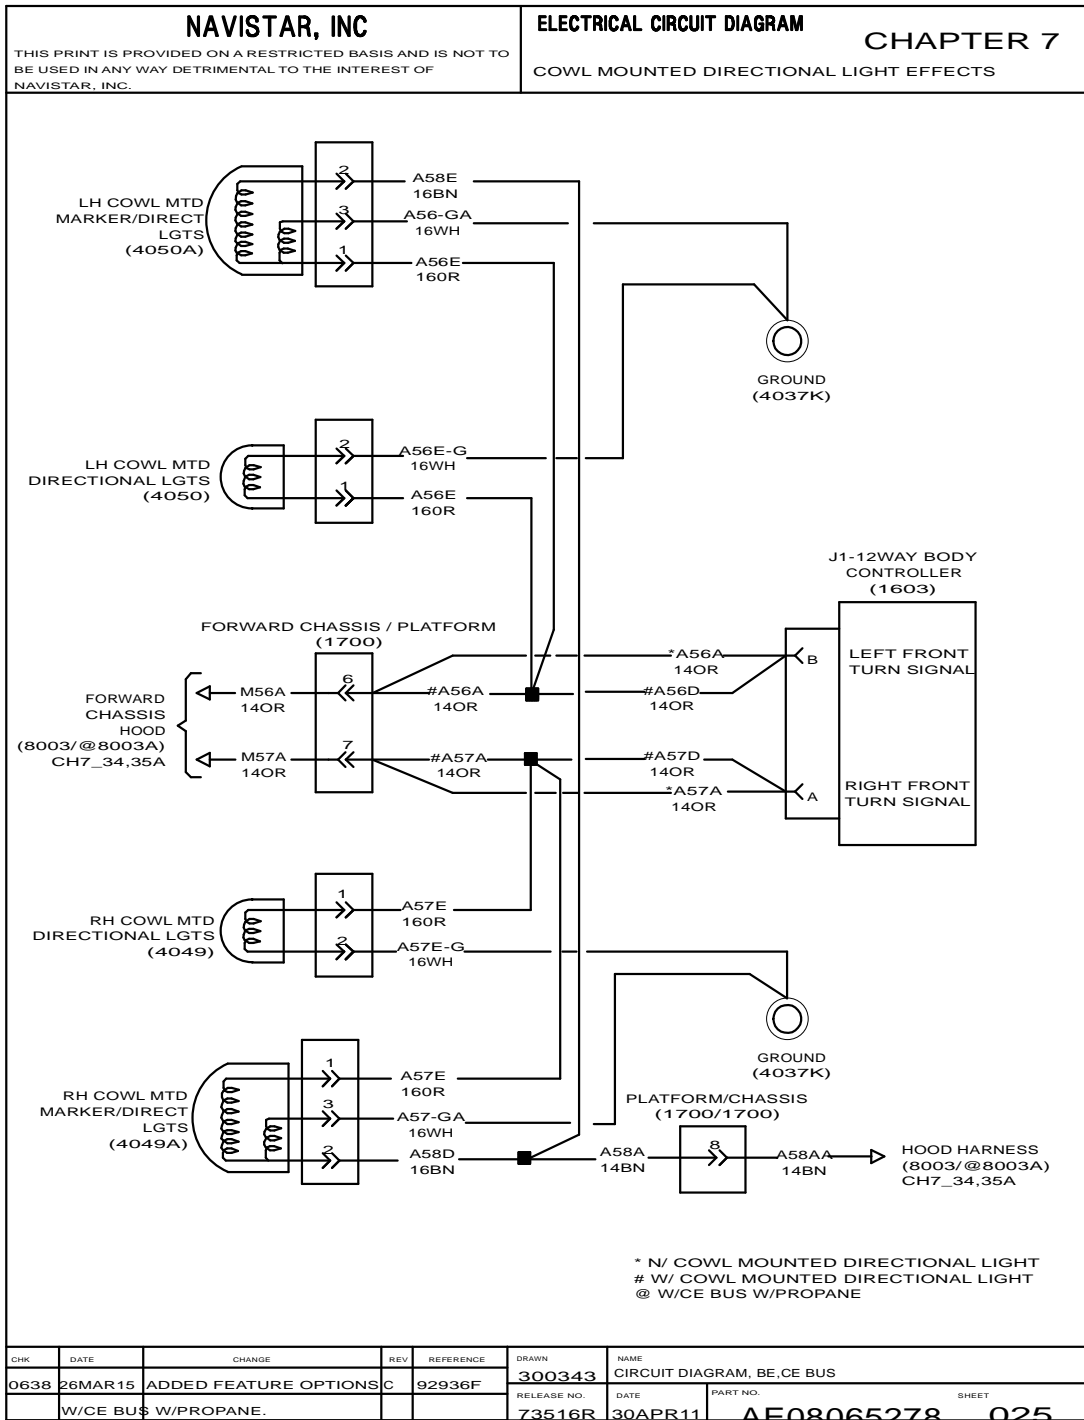 NAVISTAR, INC
THIS PRINT IS PROVIDED ON A RESTRICTED BASIS AND IS NOT TO
BE USED IN ANY WAY DETRIMENTAL TO THE INTEREST OF
NAVISTAR, INC.
ELECTRICAL CIRCUIT DIAGRAM
CHAPTER 7
COWL MOUNTED DIRECTIONAL LIGHT EFFECTS
LH COWL MTD
MARKER/DIRECT
LGTS
(4050A)
2
A58E
16BN
3
A56-GA
16WH
1
A56E
16OR
GROUND
(4037K)
LH COWL MTD
DIRECTIONAL LGTS
(4050)
2
A56E-G
16WH
1
A56E
16OR
J1-12WAY BODY
CONTROLLER
(1603)
B
LEFT FRONT
TURN SIGNAL
A
RIGHT FRONT
TURN SIGNAL
FORWARD CHASSIS / PLATFORM
(1700)
*A56A
14OR
FORWARD
CHASSIS
HOOD
(8003/@8003A)
CH7_34,35A
M56A
14OR
6
#A56A
14OR
#A56D
14OR
M57A
14OR
7
#A57A
14OR
#A57D
14OR
*A57A
14OR
RH COWL MTD
DIRECTIONAL LGTS
(4049)
1
A57E
16OR
2
A57E-G
16WH
GROUND
(4037K)
RH COWL MTD
MARKER/DIRECT
LGTS
(4049A)
1
A57E
16OR
3
A57-GA
16WH
2
A58D
16BN
PLATFORM/CHASSIS
(1700/1700)
A58A
14BN
8
A58AA
14BN
HOOD HARNESS
(8003/@8003A)
CH7_34,35A
* N/ COWL MOUNTED DIRECTIONAL LIGHT
# W/ COWL MOUNTED DIRECTIONAL LIGHT
@ W/CE BUS W/PROPANE
CHK DATE CHANGE REV REFERENCE
0638 26MAR15 ADDED FEATURE OPTIONS C 92936F
W/CE BUS W/PROPANE.
DRAWN
300343
NAME
CIRCUIT DIAGRAM, BE,CE BUS
RELEASE NO.
73516R
DATE
30APR11
PART NO.
AE08065278
SHEET
025